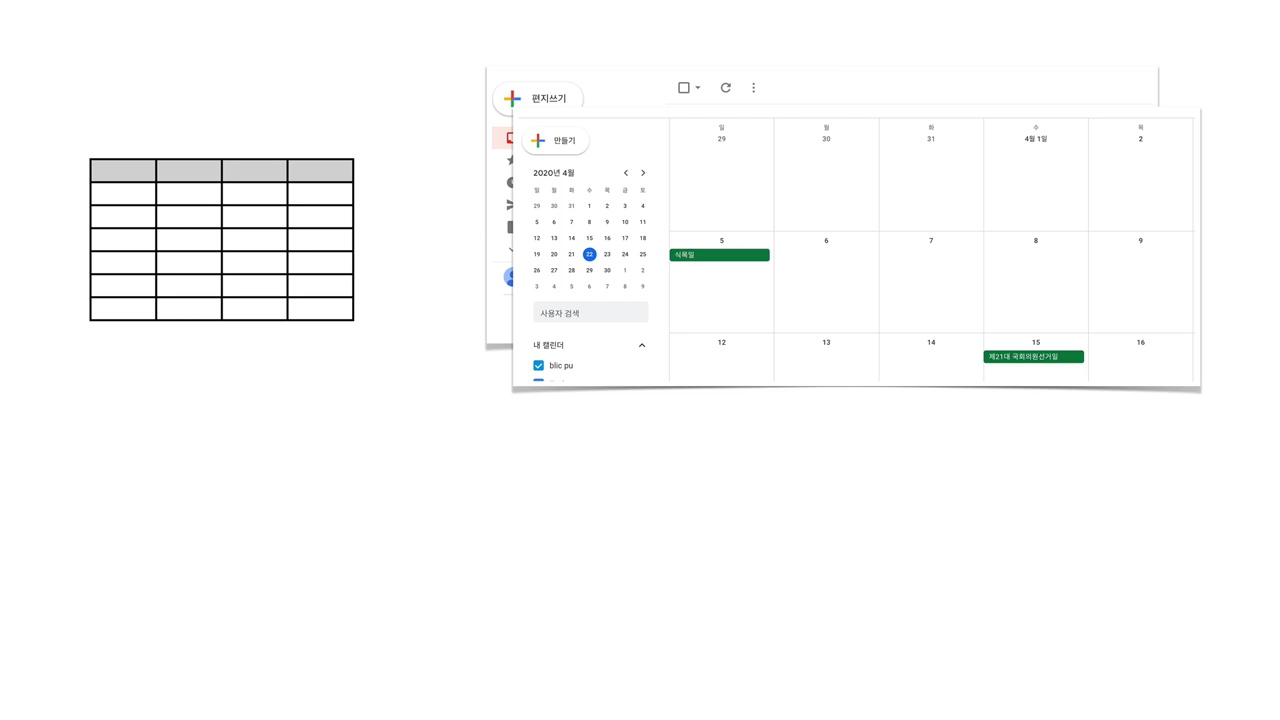 편지쓰기
만들기
2020년 4월
일 월 화 수 목 금 토
29 30 31 1 2 3 4
5 6 7 8 9 10 11
12 13 14 15 16 17 18
19 20 21 22 23 24 25
26 27 28 29 30 1 2
3 4 5 6 7 8 9
사용자 검색
내 캘린더
blic pu
일 월 화 수 목
29 30 31 4월 1일 2
5 6 7 8 9
식목일
12 13 14 15 16
제21대 국회의원선거일